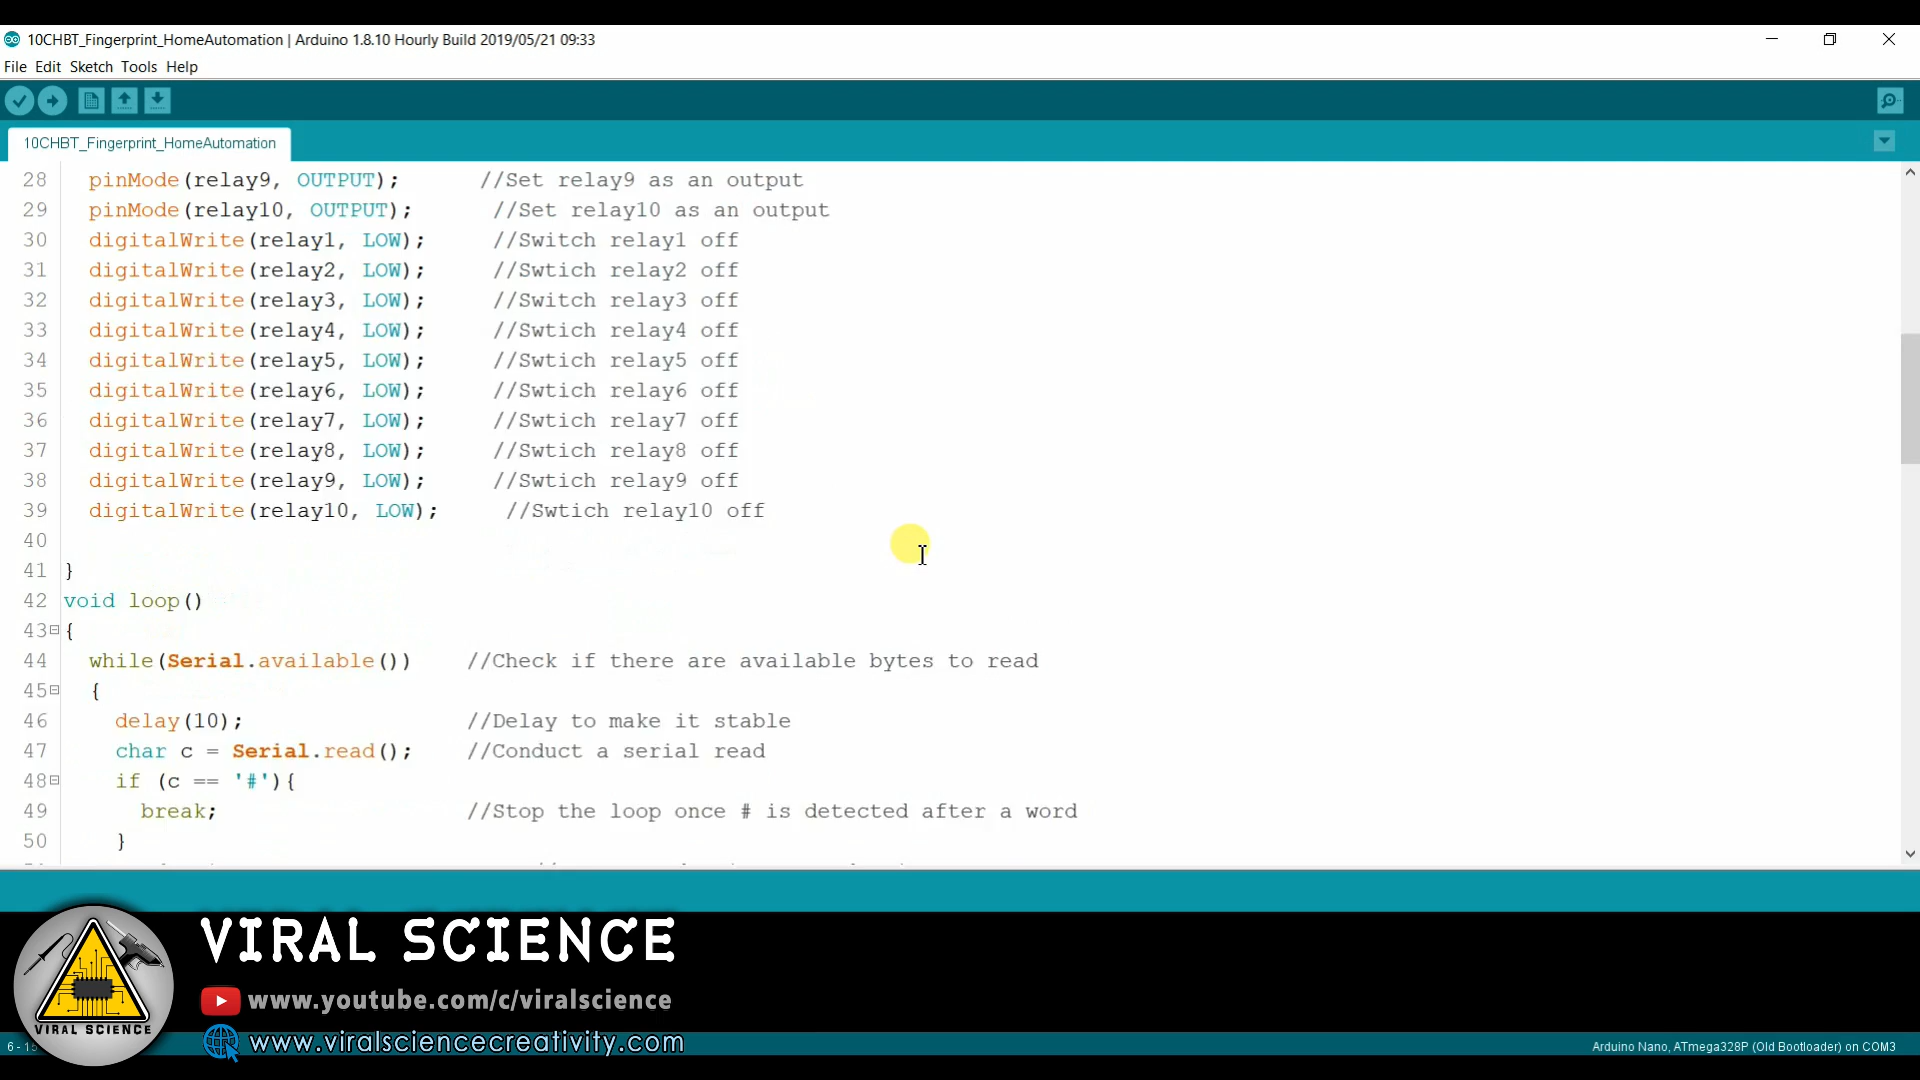 10CHBT_Fingerprint_HomeAutomation | Arduino 1.8.10 Hourly Build 2019/05/21 09:33
File Edit Sketch Tools Help
10CHBT_Fingerprint_HomeAutomation
28 pinMode(relay9, OUTPUT); //Set relay9 as an output
29 pinMode(relay10, OUTPUT); //Set relay10 as an output
30 digitalWrite(relay1, LOW); //Switch relay1 off
31 digitalWrite(relay2, LOW); //Swtich relay2 off
32 digitalWrite(relay3, LOW); //Switch relay3 off
33 digitalWrite(relay4, LOW); //Swtich relay4 off
34 digitalWrite(relay5, LOW); //Swtich relay5 off
35 digitalWrite(relay6, LOW); //Swtich relay6 off
36 digitalWrite(relay7, LOW); //Swtich relay7 off
37 digitalWrite(relay8, LOW); //Swtich relay8 off
38 digitalWrite(relay9, LOW); //Swtich relay9 off
39 digitalWrite(relay10, LOW); //Swtich relay10 off
40
41 }
42 void loop()
43 {
44 while(Serial.available()) //Check if there are available bytes to read
45 {
46 delay(10); //Delay to make it stable
47 char c = Serial.read(); //Conduct a serial read
48 if (c == '#'){
49 break; //Stop the loop once # is detected after a word
50 }
VIRAL SCIENCE
www.youtube.com/c/viralscience
VIRAL SCIENCE
www.viralsciencecreativity.com
Arduino Nano, ATmega328P (Old Bootloader) on COM3